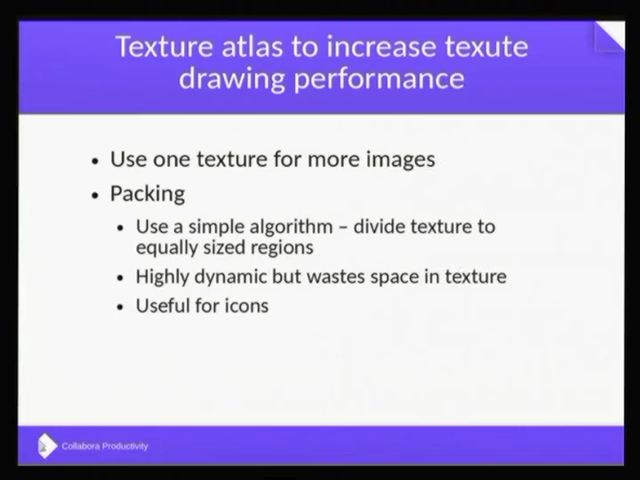 Texture atlas to increase texute
drawing performance
• Use one texture for more images
• Packing
• Use a simple algorithm – divide texture to
equally sized regions
• Highly dynamic but wastes space in texture
• Useful for icons
Collabora Productivity